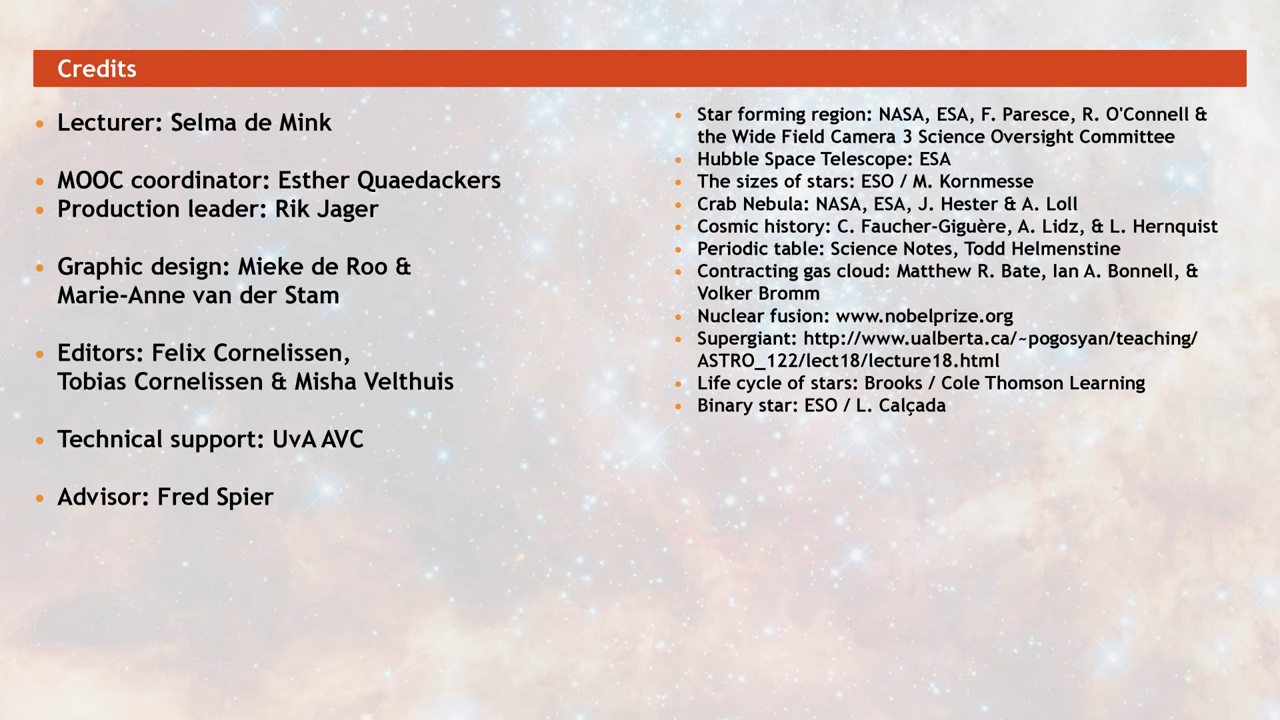 Credits
Lecturer: Selma de Mink
MOOC coordinator: Esther Quaedackers
Production leader: Rik Jager
Graphic design: Mieke de Roo &
Marie-Anne van der Stam
Editors: Felix Cornelissen,
Tobias Cornelissen & Misha Velthuis
Technical support: UvA AVC
Advisor: Fred Spier
Star forming region: NASA, ESA, F. Paresce, R. O'Connell &
the Wide Field Camera 3 Science Oversight Committee
Hubble Space Telescope: ESA
The sizes of stars: ESO / M. Kornmesse
Crab Nebula: NASA, ESA, J. Hester & A. Loll
Cosmic history: C. Faucher-Giguère, A. Lidz, & L. Hernquist
Periodic table: Science Notes, Todd Helmenstine
Contracting gas cloud: Matthew R. Bate, Ian A. Bonnell, &
Volker Bromm
Nuclear fusion: www.nobelprize.org
Supergiant: http://www.ualberta.ca/~pogosyan/teaching/
ASTRO_122/lect18/lecture18.html
Life cycle of stars: Brooks / Cole Thomson Learning
Binary star: ESO / L. Calçada